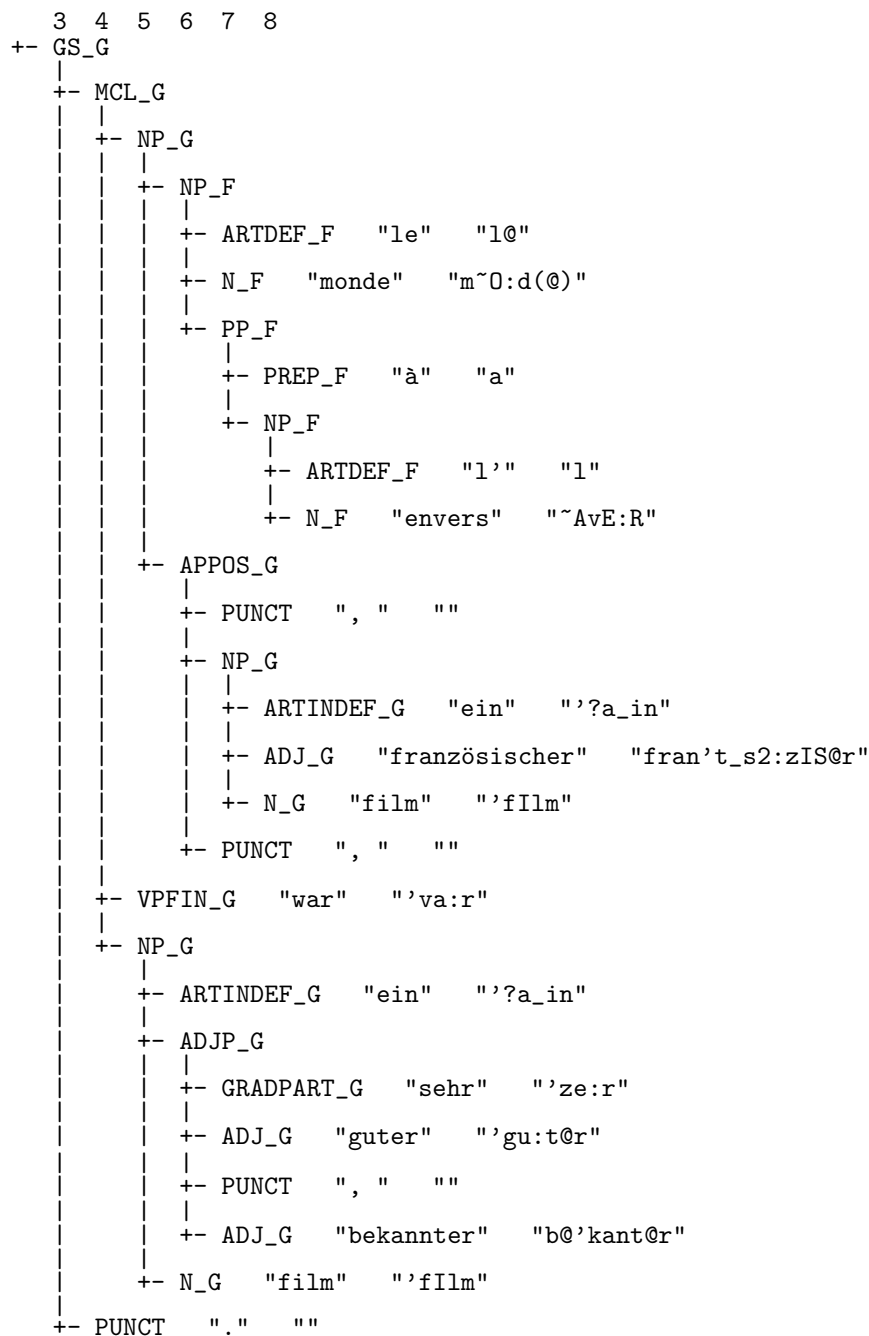 3 4 5 6 7 8
+- GS_G
|
+- MCL_G
| |
| +- NP_G
| | |
| | +- NP_F
| | | |
| | | +- ARTDEF_F "le" "l@"
| | | |
| | | +- N_F "monde" "m~O:d(@)"
| | | |
| | | +- PP_F
| | | |
| | | +- PREP_F "à" "a"
| | | |
| | | +- NP_F
| | | |
| | | +- ARTDEF_F "l’" "l"
| | | |
| | | +- N_F "envers" "~AvE:R"
| | |
| | +- APPOS_G
| | |
| | +- PUNCT ", " ""
| | |
| | +- NP_G
| | | |
| | | +- ARTINDEF_G "ein" "’?a_in"
| | | |
| | | +- ADJ_G "französischer" "fran’t_s2:zIS@r"
| | | |
| | | +- N_G "film" "’fIlm"
| | |
| | +- PUNCT ", " ""
| |
| +- VPFIN_G "war" "’va:r"
| |
| +- NP_G
| |
| +- ARTINDEF_G "ein" "’?a_in"
| |
| +- ADJP_G
| | |
| | +- GRADPART_G "sehr" "’ze:r"
| | |
| | +- ADJ_G "guter" "’gu:t@r"
| | |
| | +- PUNCT ", " ""
| | |
| | +- ADJ_G "bekannter" "b@’kant@r"
| |
| +- N_G "film" "’fIlm"
|
+- PUNCT "." ""